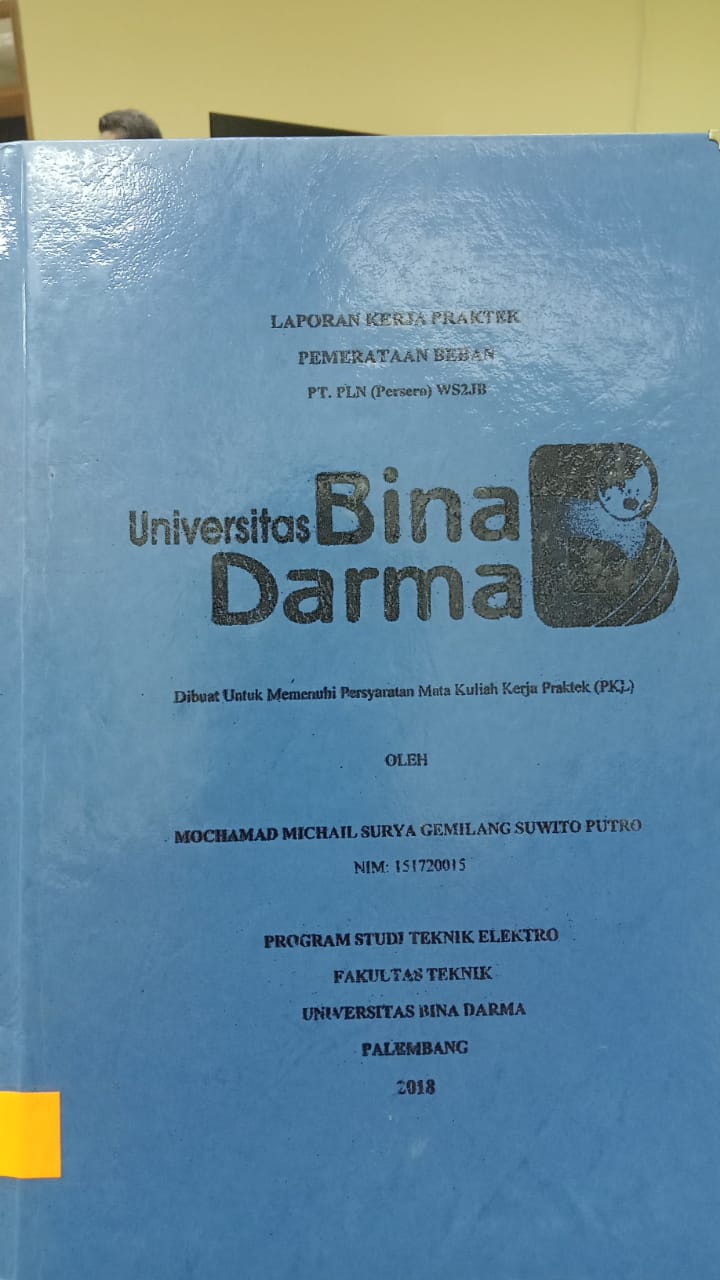 LAPORAN KERJA PRAKTEK
PEMERATAAN BEBAN
PT. PLN (Persero) WS2JB
Universitas Bina
Darma
Dibuat Untuk Memenuhi Persyaratan Mata Kuliah Kerja Praktek (PKL)
OLEH
MOCHAMAD MICHAIL SURYA GEMILANG SUWITO PUTRO
NIM: 151720015
PROGRAM STUDI TEKNIK ELEKTRO
FAKULTAS TEKNIK
UNIVERSITAS BINA DARMA
PALEMBANG
2018